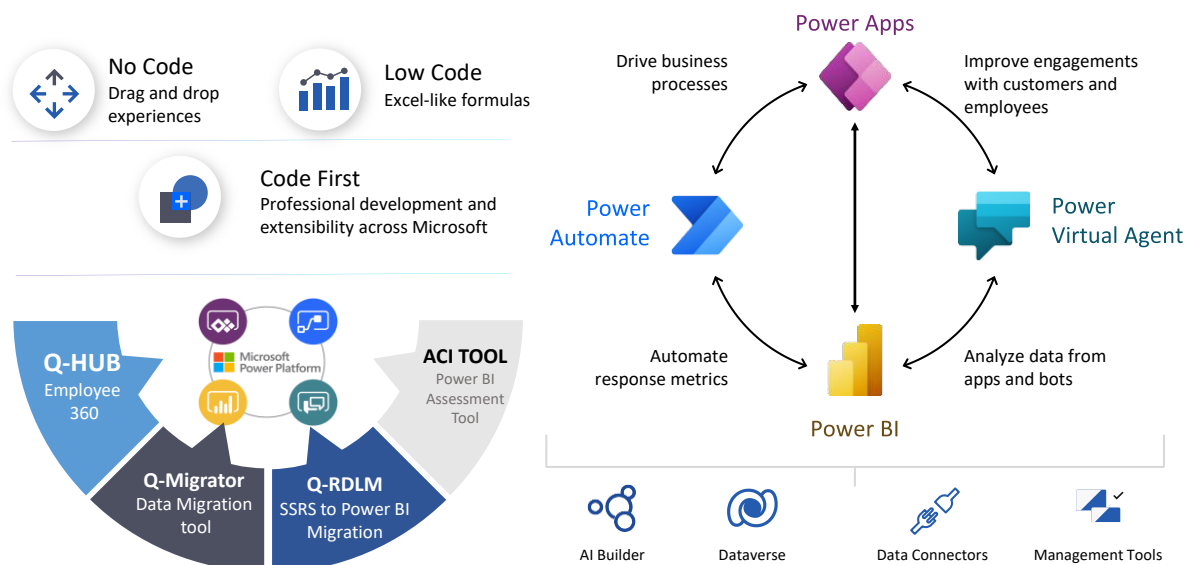 No Code
Drag and drop
experiences
Low Code
Excel-like formulas
Code First
Professional development and
extensibility across Microsoft
Q-HUB
Employee
360
Microsoft
Power Platform
ACI TOOL
Power BI
Assessment
Tool
Q-Migrator
Data Migration
tool
Q-RDLM
SSRS to Power BI
Migration
Power Apps
Drive business
processes
Improve engagements
with customers and
employees
Power
Automate
Power
Virtual Agent
Automate
response metrics
Analyze data from
apps and bots
Power BI
AI Builder
Dataverse
Data Connectors
Management Tools